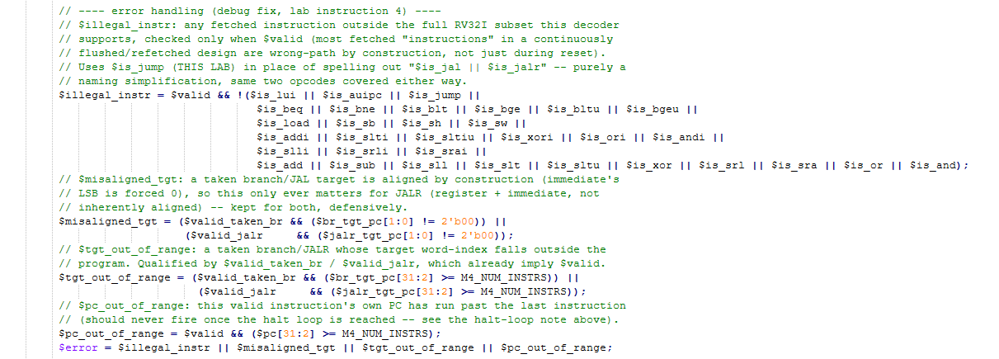 // ---- error handling (debug fix, lab instruction 4) ----
// $illegal_instr: any fetched instruction outside the full RV32I subset this decoder
// supports, checked only when $valid (most fetched "instructions" in a continuously
// flushed/refetched design are wrong-path by construction, not just during reset).
// Uses $is_jump (THIS LAB) in place of spelling out "$is_jal || $is_jalr" -- purely a
// naming simplification, same two opcodes covered either way.
$illegal_instr = $valid && !($is_lui || $is_auipc || $is_jump ||
$is_beq || $is_bne || $is_blt || $is_bge || $is_bltu || $is_bgeu ||
$is_load || $is_sb || $is_sh || $is_sw ||
$is_addi || $is_slti || $is_sltiu || $is_xori || $is_ori || $is_andi ||
$is_slli || $is_srli || $is_srai ||
$is_add || $is_sub || $is_sll || $is_slt || $is_sltu || $is_xor || $is_srl || $is_sra || $is_or || $is_and);
// $misaligned_tgt: a taken branch/JAL target is aligned by construction (immediate's
// LSB is forced 0), so this only ever matters for JALR (register + immediate, not
// inherently aligned) -- kept for both, defensively.
$misaligned_tgt = ($valid_taken_br && ($br_tgt_pc[1:0] != 2'b00)) ||
($valid_jalr && ($jalr_tgt_pc[1:0] != 2'b00));
// $tgt_out_of_range: a taken branch/JALR whose target word-index falls outside the
// program. Qualified by $valid_taken_br / $valid_jalr, which already imply $valid.
$tgt_out_of_range = ($valid_taken_br && ($br_tgt_pc[31:2] >= M4_NUM_INSTRS)) ||
($valid_jalr && ($jalr_tgt_pc[31:2] >= M4_NUM_INSTRS));
// $pc_out_of_range: this valid instruction's own PC has run past the last instruction
// (should never fire once the halt loop is reached -- see the halt-loop note above).
$pc_out_of_range = $valid && ($pc[31:2] >= M4_NUM_INSTRS);
$error = $illegal_instr || $misaligned_tgt || $tgt_out_of_range || $pc_out_of_range;